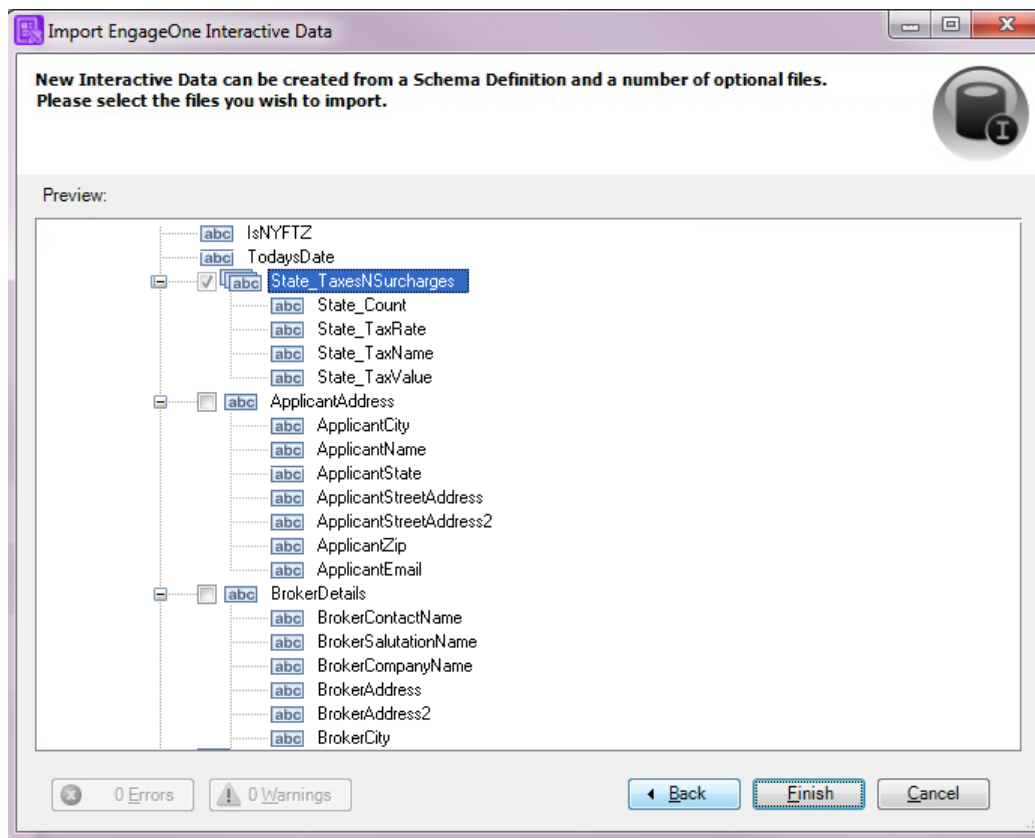 Import EngageOne Interactive Data
New Interactive Data can be created from a Schema Definition and a number of optional files.
Please select the files you wish to import.
I
Preview:
abc IsNYFTZ
abc TodaysDate
abc State_TaxesNSurcharges
abc State_Count
abc State_TaxRate
abc State_TaxName
abc State_TaxValue
abc ApplicantAddress
abc ApplicantCity
abc ApplicantName
abc ApplicantState
abc ApplicantStreetAddress
abc ApplicantStreetAddress2
abc ApplicantZip
abc ApplicantEmail
abc BrokerDetails
abc BrokerContactName
abc BrokerSalutationName
abc BrokerCompanyName
abc BrokerAddress
abc BrokerAddress2
abc BrokerCity
0 Errors 0 Warnings Back Finish Cancel